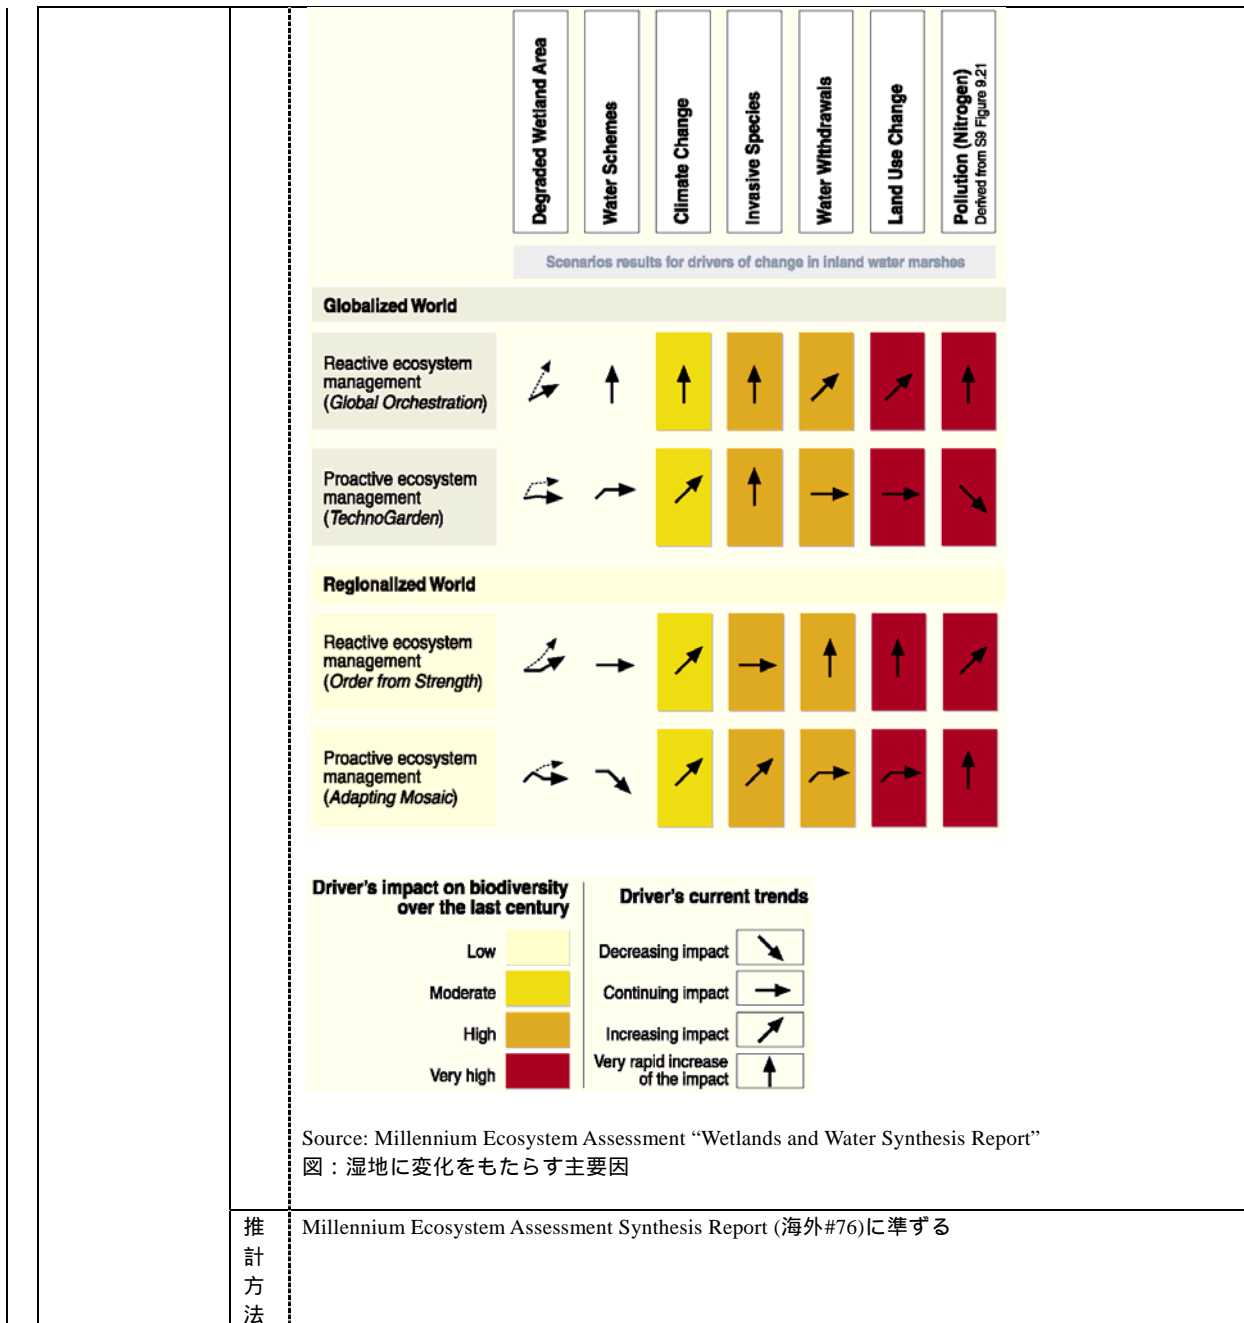 Degraded Wetland Area
Water Schemes
Climate Change
Invasive Species
Water Withdrawals
Land Use Change
Pollution (Nitrogen)
Derived from S9 Figure 9.21
Scenarios results for drivers of change in inland water marshes
Globalized World
Reactive ecosystem
management
(Global Orchestration)
Proactive ecosystem
management
(TechnoGarden)
Regionalized World
Reactive ecosystem
management
(Order from Strength)
Proactive ecosystem
management
(Adapting Mosaic)
Driver's impact on biodiversity
over the last century
Low
Moderate
High
Very high
Driver's current trends
Decreasing impact
Continuing impact
Increasing impact
Very rapid increase
of the impact
Source: Millennium Ecosystem Assessment “Wetlands and Water Synthesis Report”
図：湿地に変化をもたらす主要因
推計方法
Millennium Ecosystem Assessment Synthesis Report (海外#76)に準ずる